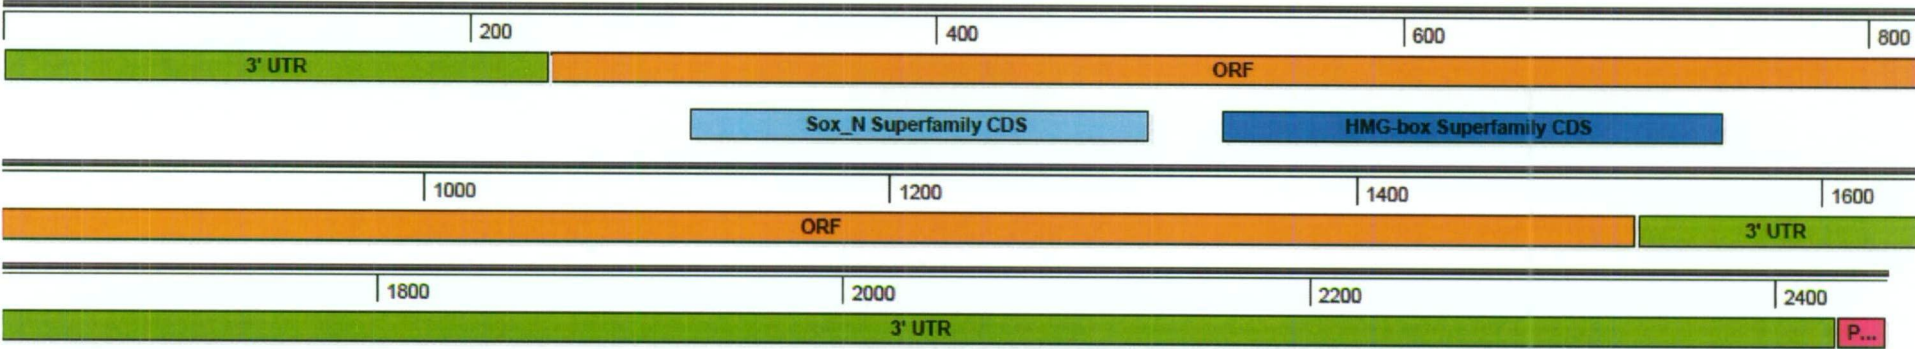 200 400 600 800
3' UTR ORF
Sox_N Superfamily CDS HMG-box Superfamily CDS
1000 1200 1400 1600
ORF 3' UTR
1800 2000 2200 2400
3' UTR P...